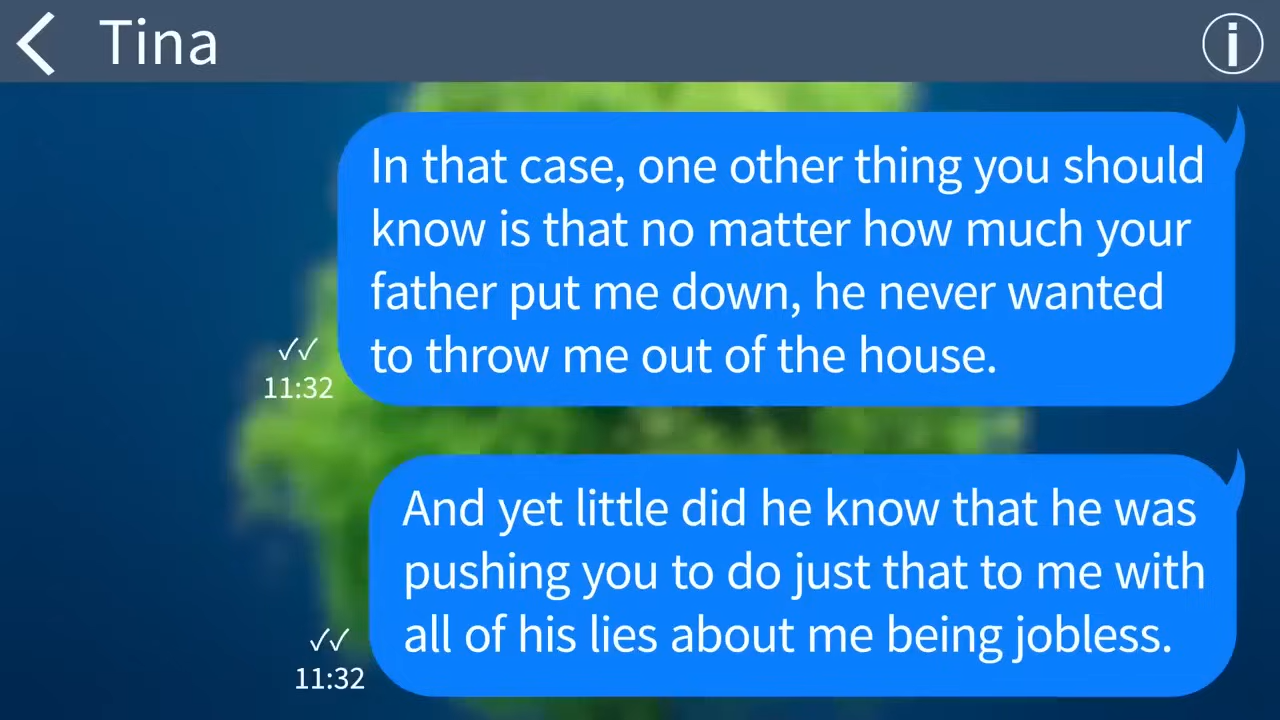 Tina
In that case, one other thing you should
know is that no matter how much your
father put me down, he never wanted
to throw me out of the house.
✓✓
11:32
And yet little did he know that he was
pushing you to do just that to me with
all of his lies about me being jobless.
✓✓
11:32